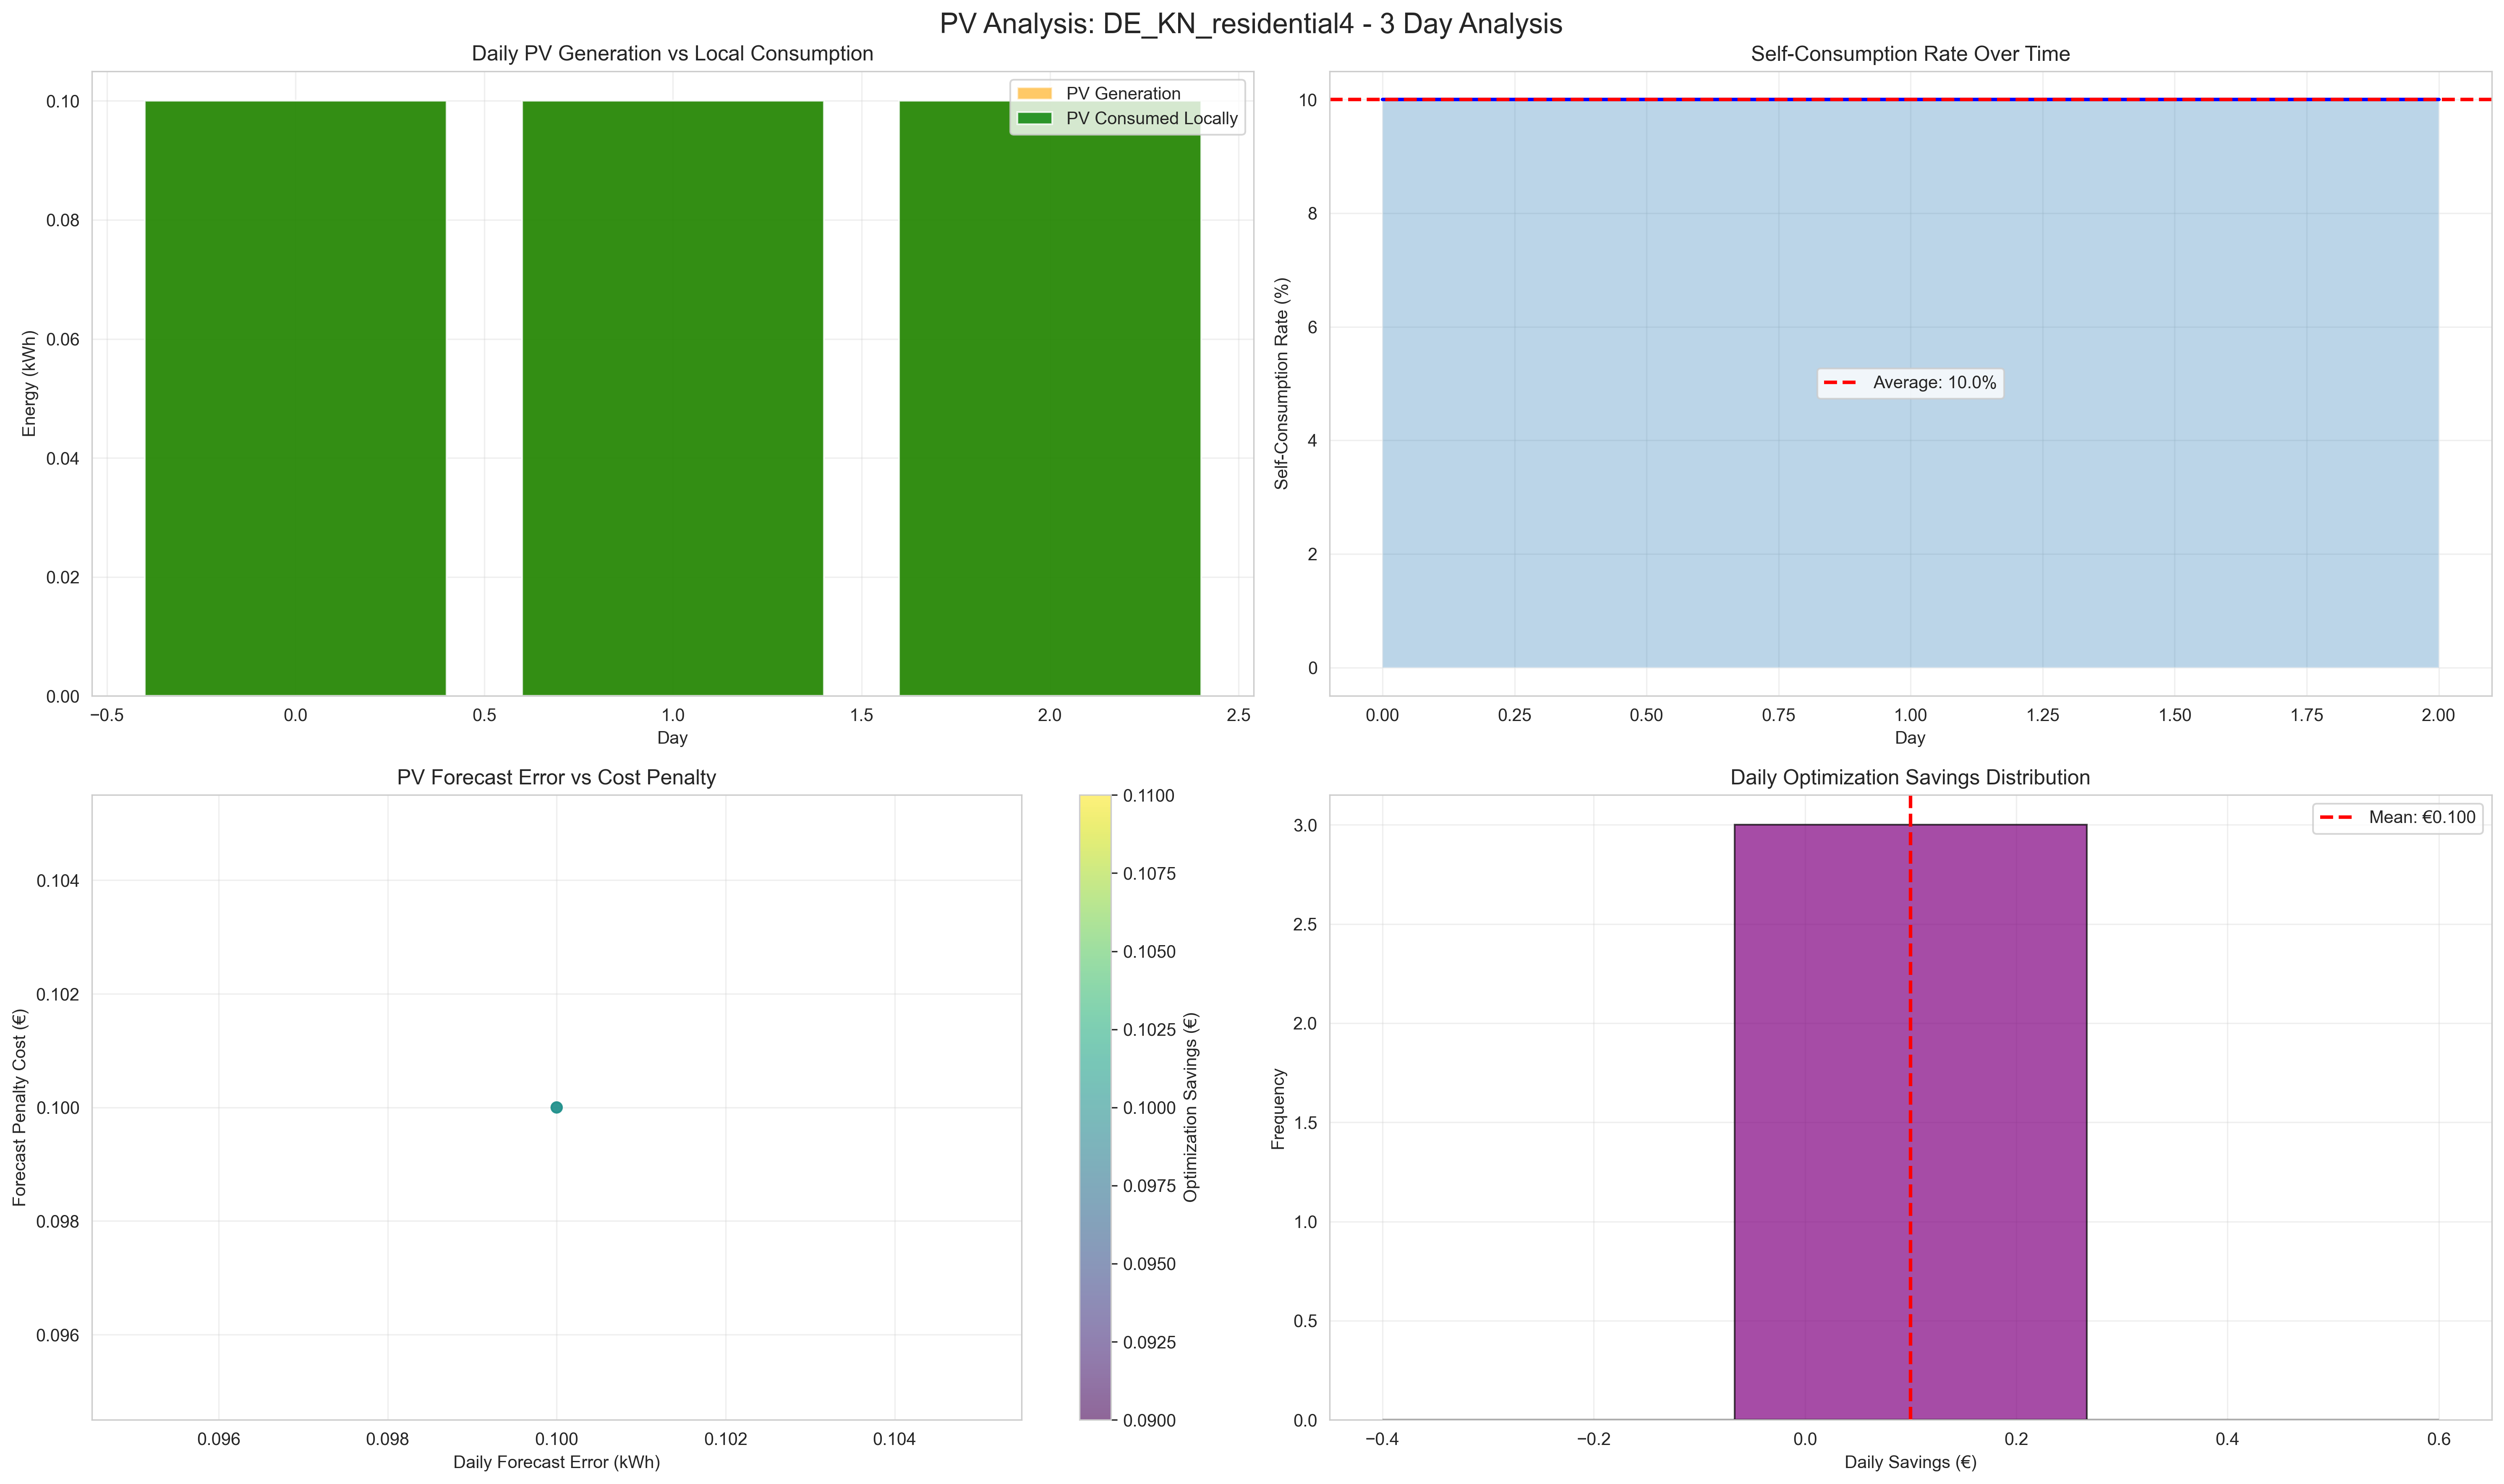 PV Analysis: DE_KN_residential4 - 3 Day Analysis
Daily PV Generation vs Local Consumption
PV Generation
PV Consumed Locally
Energy (kWh)
0.10
0.08
0.06
0.04
0.02
0.00
−0.5 0.0 0.5 1.0 1.5 2.0 2.5
Day
Self-Consumption Rate Over Time
Self-Consumption Rate (%)
10
8
6
4
2
0
Average: 10.0%
0.00 0.25 0.50 0.75 1.00 1.25 1.50 1.75 2.00
Day
PV Forecast Error vs Cost Penalty
Forecast Penalty Cost (€)
0.104
0.102
0.100
0.098
0.096
0.096 0.098 0.100 0.102 0.104
Daily Forecast Error (kWh)
0.1100
0.1075
0.1050
0.1025
0.1000
0.0975
0.0950
0.0925
0.0900
Optimization Savings (€)
Daily Optimization Savings Distribution
Mean: €0.100
Frequency
3.0
2.5
2.0
1.5
1.0
0.5
0.0
−0.4 −0.2 0.0 0.2 0.4 0.6
Daily Savings (€)